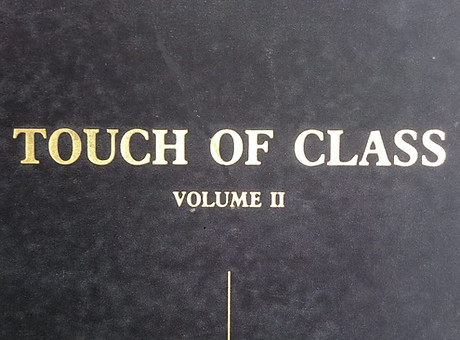 TOUCH OF CLASS
VOLUME II